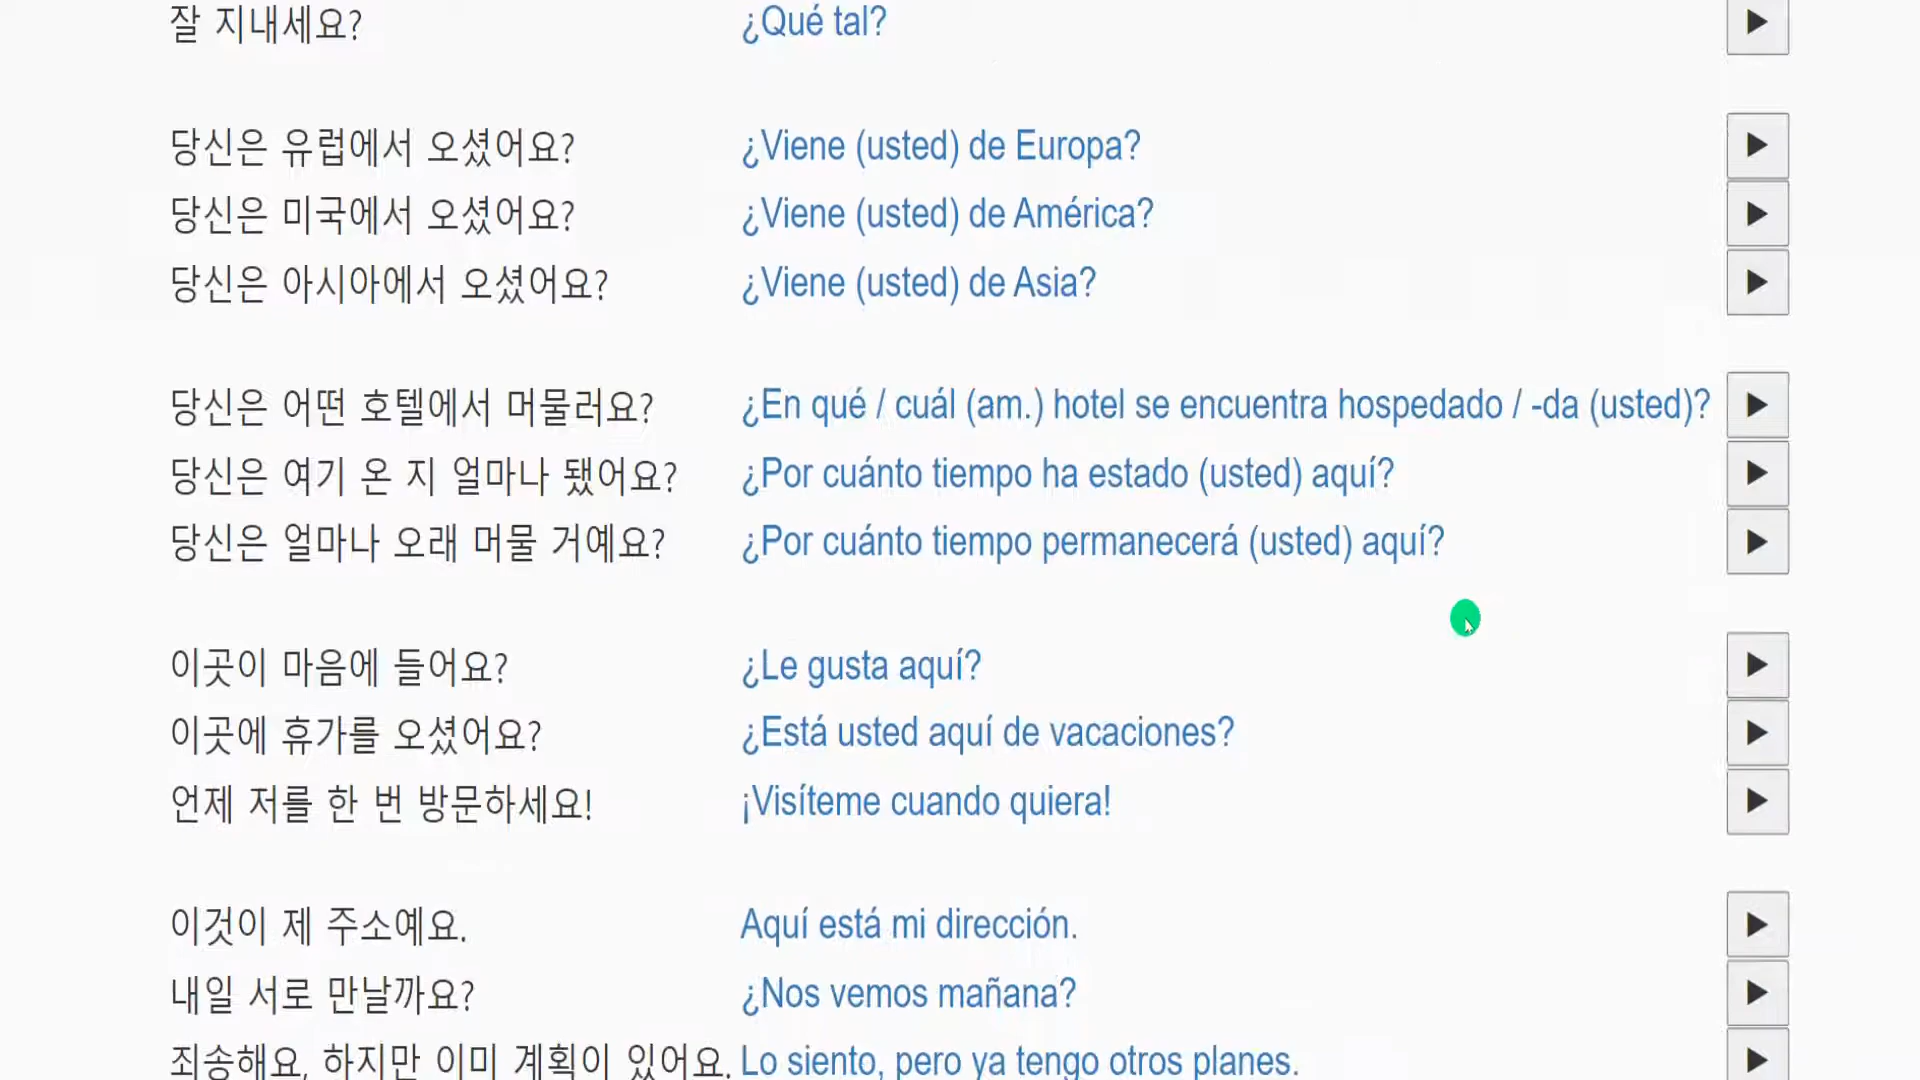 잘 지내세요? ¿Qué tal?
당신은 유럽에서 오셨어요? ¿Viene (usted) de Europa?
당신은 미국에서 오셨어요? ¿Viene (usted) de América?
당신은 아시아에서 오셨어요? ¿Viene (usted) de Asia?
당신은 어떤 호텔에서 머물러요? ¿En qué / cuál (am.) hotel se encuentra hospedado / -da (usted)?
당신은 여기 온 지 얼마나 됐어요? ¿Por cuánto tiempo ha estado (usted) aquí?
당신은 얼마나 오래 머물 거예요? ¿Por cuánto tiempo permanecerá (usted) aquí?
이곳이 마음에 들어요? ¿Le gusta aquí?
이곳에 휴가를 오셨어요? ¿Está usted aquí de vacaciones?
언제 저를 한 번 방문하세요! ¡Visíteme cuando quiera!
이것이 제 주소예요. Aquí está mi dirección.
내일 서로 만날까요? ¿Nos vemos mañana?
죄송해요, 하지만 이미 계획이 있어요. Lo siento, pero ya tengo otros planes.